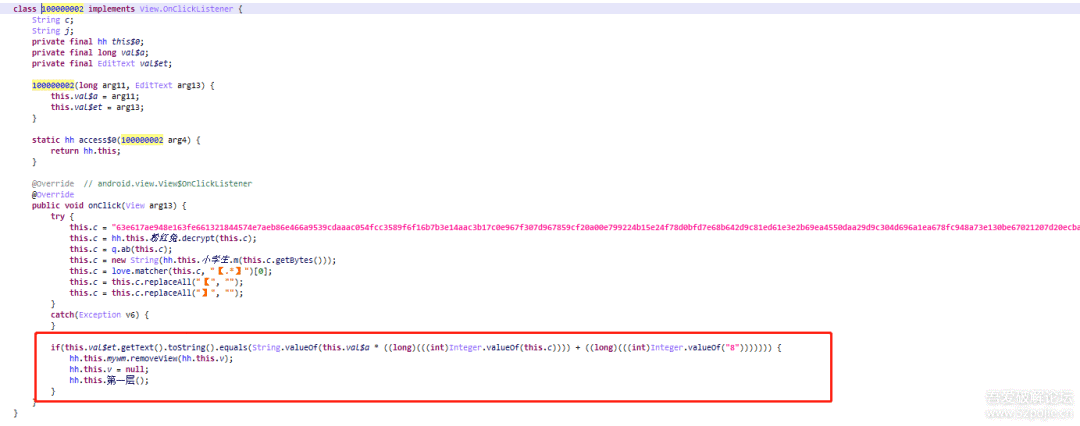 class 100000002 implements View.OnClickListener {
String c;
String j;
private final hh this$0;
private final long val$a;
private final EditText val$et;
100000002(long arg11, EditText arg13) {
this.val$a = arg11;
this.val$et = arg13;
}
static hh access$0(100000002 arg4) {
return hh.this;
}
@Override // android.view.View$OnClickListener
@Override
public void onClick(View arg13) {
try {
this.c = "63e617ae948e163fe661321844574e7aeb86e466a9539cdaaac054fcc3589f6f16b7b3e14aac3b17c0e967f307d967859cf20a00e799224b15e24f78d0bfd7e68b642d9c81ed61e3e2b69ea4550daa29d9c304d696a1ea678fc948a73e130be67021207d20ecba
this.c = hh.this.粉红兔.decrypt(this.c);
this.c = q.ab(this.c);
this.c = new String(hh.this.小学生.m(this.c.getBytes()));
this.c = love.matcher(this.c, "【.*】")[0];
this.c = this.c.replaceAll("【", "");
this.c = this.c.replaceAll("】", "");
}
catch(Exception v6) {
}
if(this.val$et.getText().toString().equals(String.valueOf(this.val$a * ((long)(((int)Integer.valueOf(this.c)))) + ((long)(((int)Integer.valueOf("8"))))))) {
hh.this.mywm.removeView(hh.this.v);
hh.this.v = null;
hh.this.第一层();
}
}
}
吾爱破解论坛
www.52pojie.cn